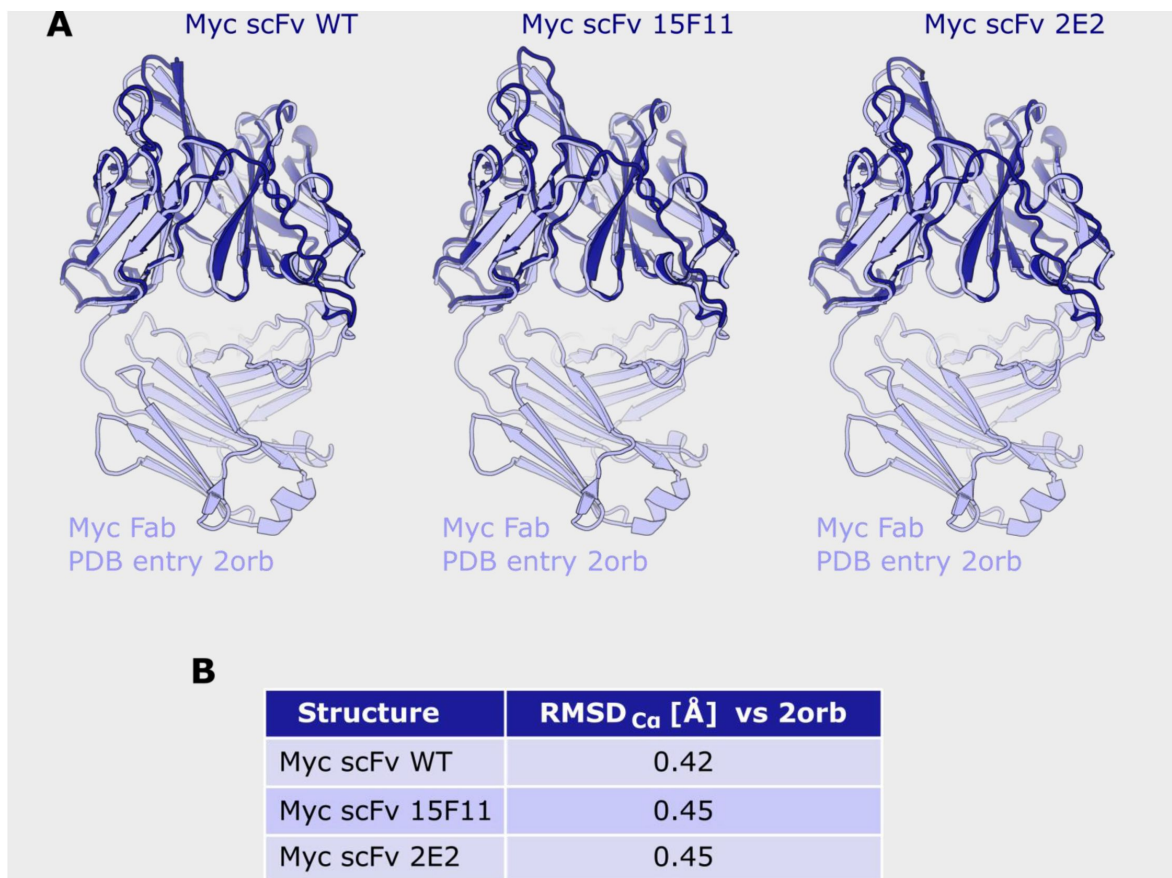 A
Myc scFv WT
Myc scFv 15F11
Myc scFv 2E2
Myc Fab
PDB entry 2orb
Myc Fab
PDB entry 2orb
Myc Fab
PDB entry 2orb
B
Structure RMSD Cα [Å] vs 2orb
Myc scFv WT 0.42
Myc scFv 15F11 0.45
Myc scFv 2E2 0.45